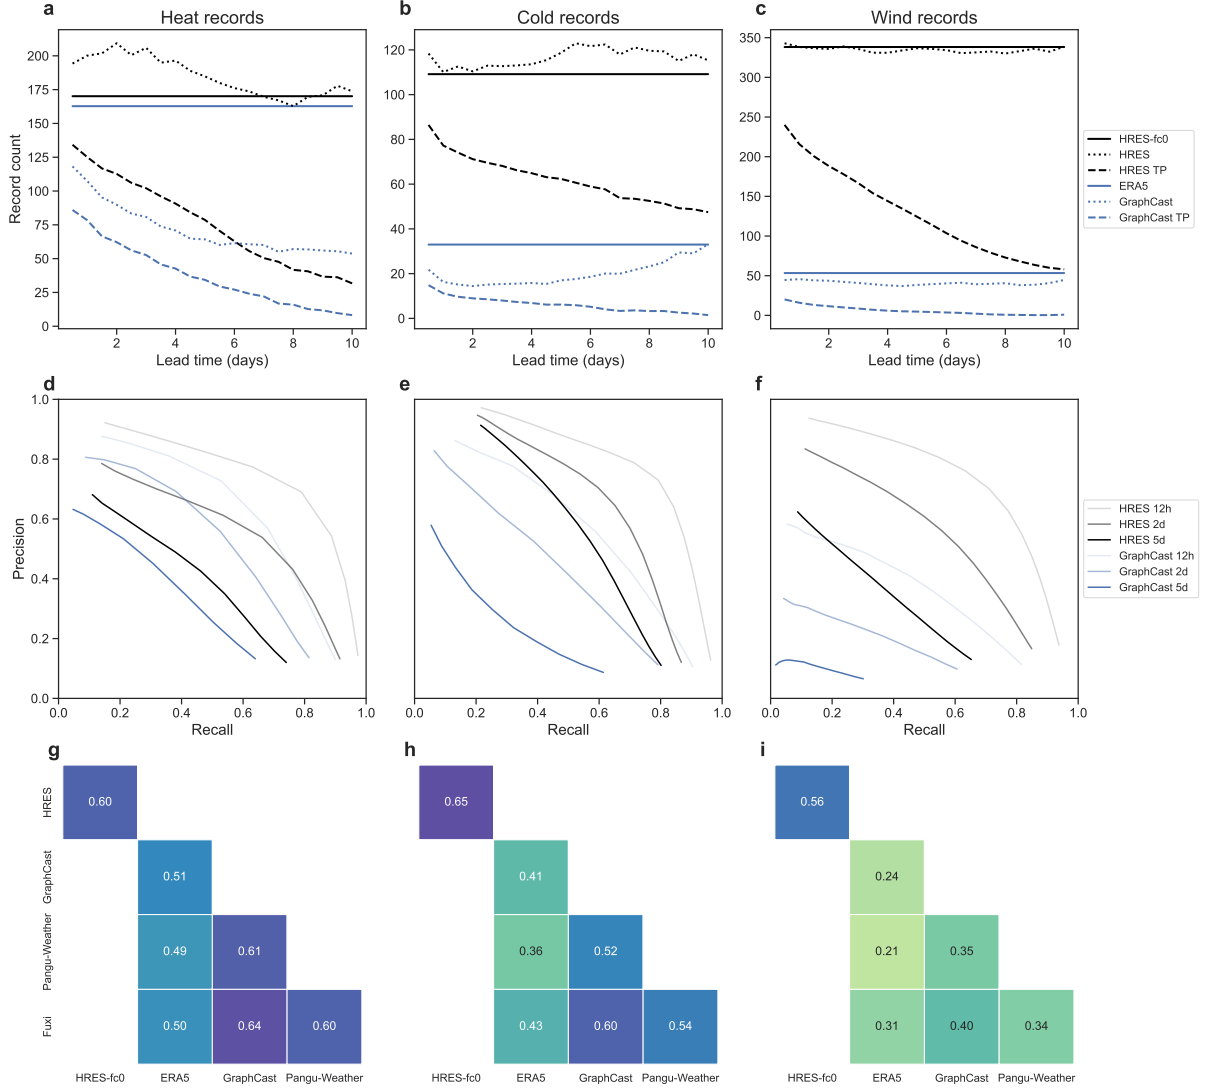 a
Heat records
b
Cold records
c
Wind records
Record count
200
175
150
125
100
75
50
25
0
2
4
6
8
10
Lead time (days)
120
100
80
60
40
20
0
2
4
6
8
10
Lead time (days)
350
300
250
200
150
100
50
0
2
4
6
8
10
Lead time (days)
HRES-fc0
HRES
HRES TP
ERA5
GraphCast
GraphCast TP
d
e
f
Precision
1.0
0.8
0.6
0.4
0.2
0.0
0.0
0.2
0.4
0.6
0.8
1.0
Recall
0.0
0.2
0.4
0.6
0.8
1.0
Recall
0.0
0.2
0.4
0.6
0.8
1.0
Recall
HRES 12h
HRES 2d
HRES 5d
GraphCast 12h
GraphCast 2d
GraphCast 5d
g
h
i
HRES
0.60
0.65
0.56
GraphCast
0.51
0.41
0.24
Pangu-Weather
0.49
0.61
0.36
0.52
0.21
0.35
Fuxi
0.50
0.64
0.60
0.43
0.60
0.54
0.31
0.40
0.34
HRES-fc0
ERA5
GraphCast
Pangu-Weather
HRES-fc0
ERA5
GraphCast
Pangu-Weather
HRES-fc0
ERA5
GraphCast
Pangu-Weather